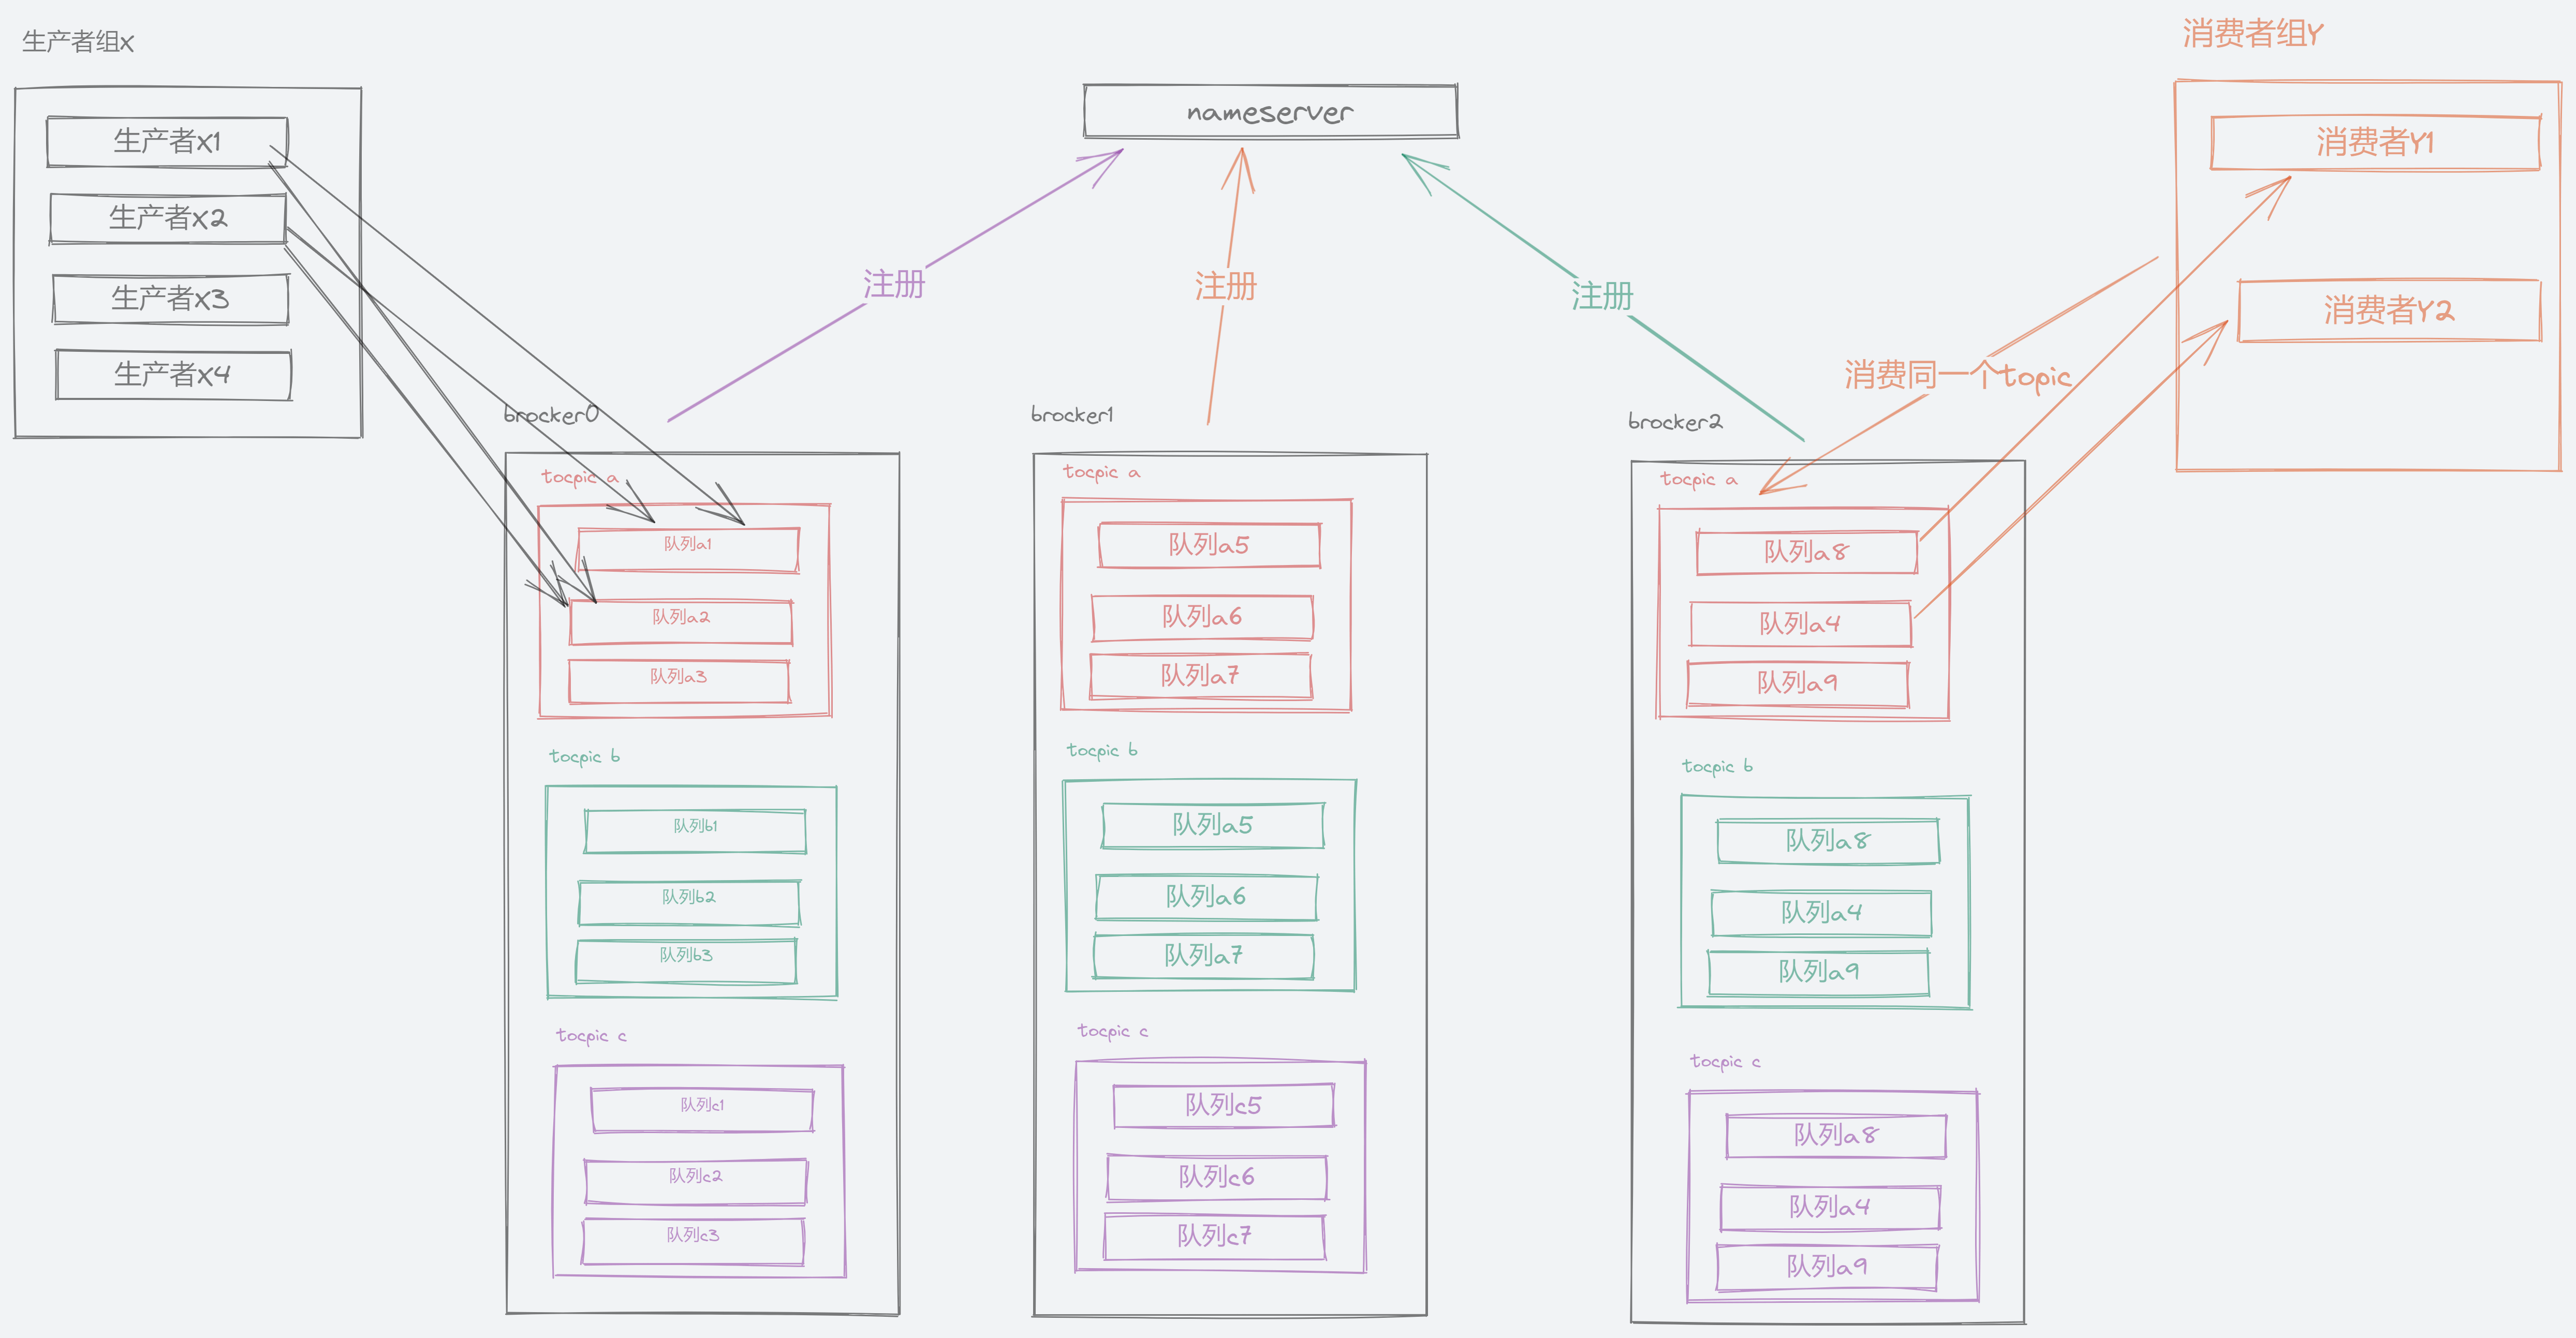 生产者组x
生产者x1
生产者x2
生产者x3
生产者x4
nameserver
消费者组Y
消费者Y1
消费者Y2
注册
注册
注册
消费同一个topic
brocker0
tocpic a
队列a1
队列a2
队列a3
tocpic b
队列b1
队列b2
队列b3
tocpic c
队列c1
队列c2
队列c3
brocker1
tocpic a
队列a5
队列a6
队列a7
tocpic b
队列a5
队列a6
队列a7
tocpic c
队列c5
队列c6
队列c7
brocker2
tocpic a
队列a8
队列a4
队列a9
tocpic b
队列a8
队列a4
队列a9
tocpic c
队列a8
队列a4
队列a9